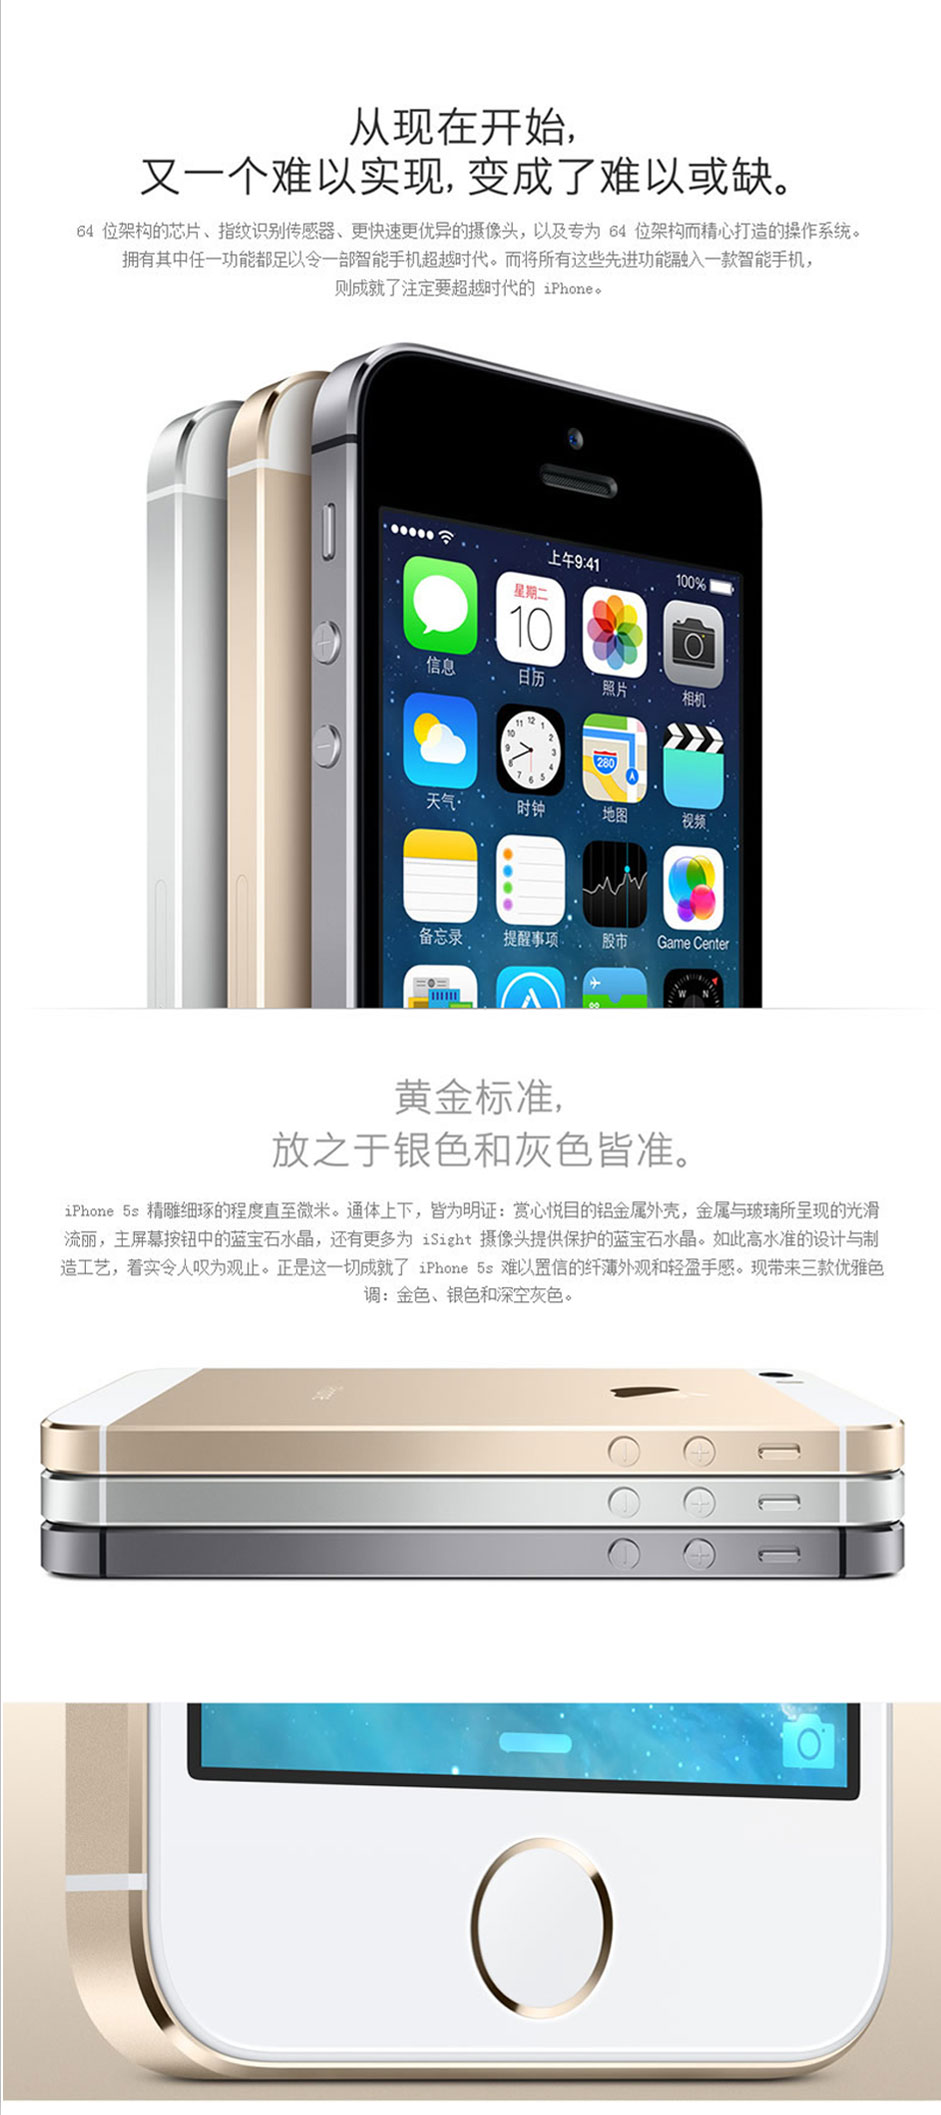 从现在开始,
又一个难以实现, 变成了难以或缺。
64 位架构的芯片、指纹识别传感器、更快速更优异的摄像头，以及专为 64 位架构而精心打造的操作系统。
拥有其中任一功能都足以令一部智能手机超越时代。而将所有这些先进功能融入一款智能手机，
则成就了注定要超越时代的 iPhone。
上午9:41
100%
星期二
10
信息
日历
照片
相机
280
天气
时钟
地图
视频
备忘录
提醒事项
股市
Game Center
W N
黄金标准,
放之于银色和灰色皆准。
iPhone 5s 精雕细琢的程度直至微米。通体上下，皆为明证：赏心悦目的铝金属外壳，金属与玻璃所呈现的光滑
流丽，主屏幕按钮中的蓝宝石水晶，还有更多为 iSight 摄像头提供保护的蓝宝石水晶。如此高水准的设计与制
造工艺，着实令人叹为观止。正是这一切成就了 iPhone 5s 难以置信的纤薄外观和轻盈手感。现带来三款优雅色
调：金色、银色和深空灰色。